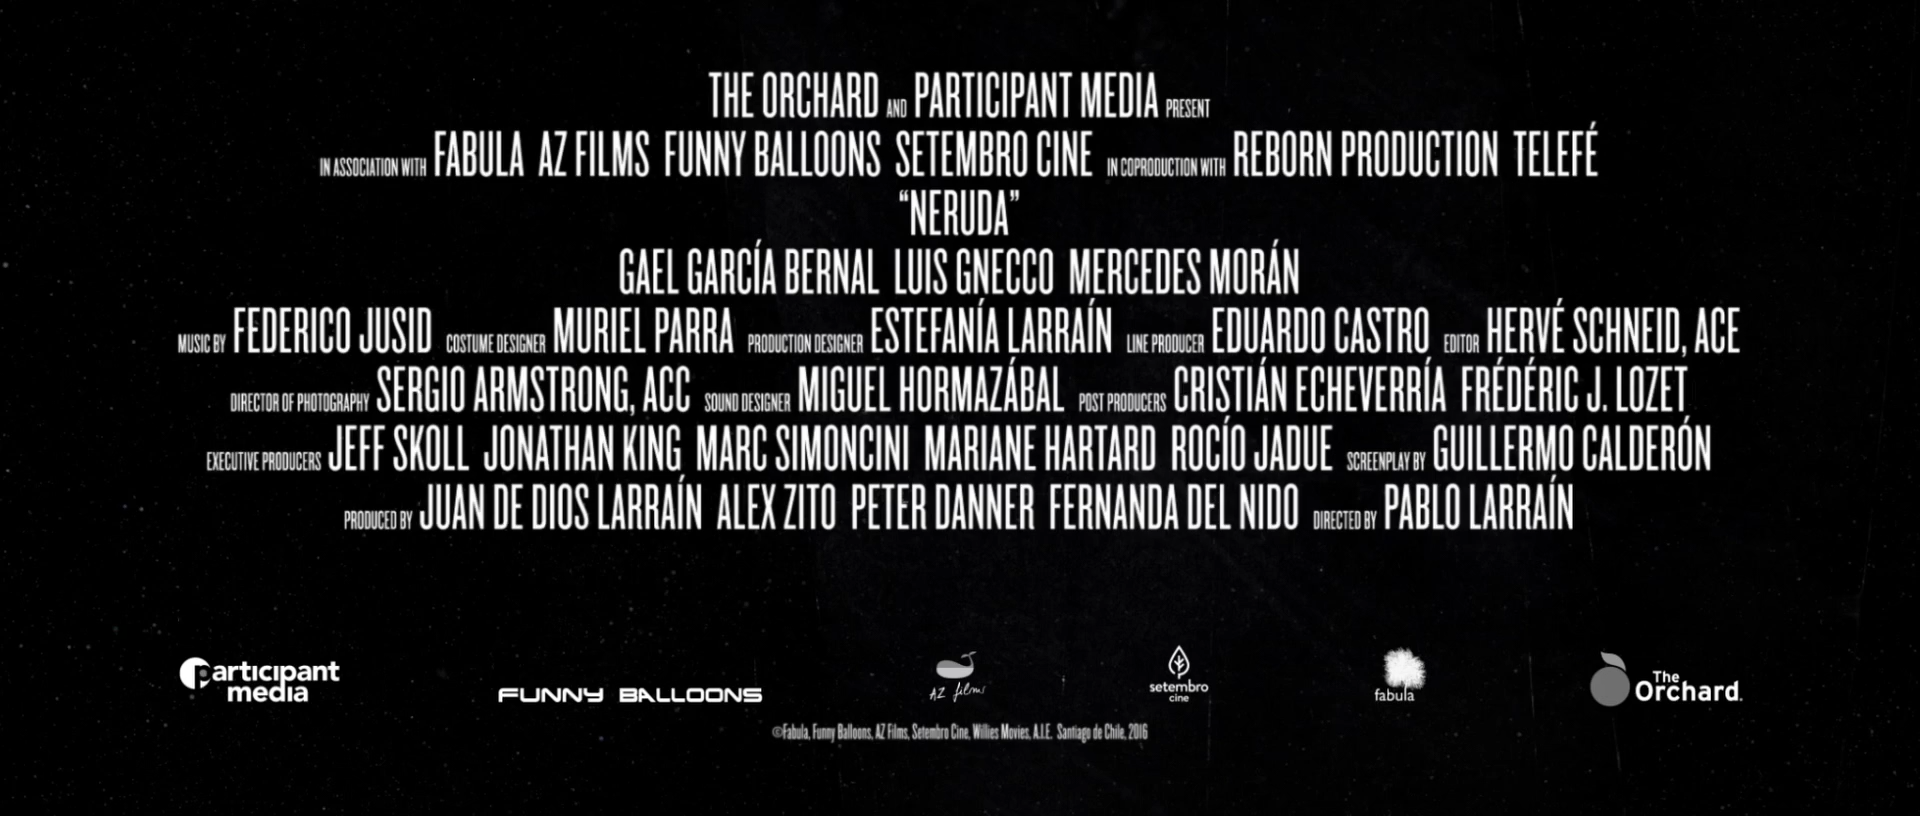 THE ORCHARD AND PARTICIPANT MEDIA PRESENT
IN ASSOCIATION WITH FABULA AZ FILMS FUNNY BALLOONS SETEMBRO CINE IN COPRODUCTION WITH REBORN PRODUCTION TELEFÉ
“NERUDA”
GAEL GARCÍA BERNAL LUIS GNECCO MERCEDES MORÁN
MUSIC BY FEDERICO JUSID COSTUME DESIGNER MURIEL PARRA PRODUCTION DESIGNER ESTEFANÍA LARRAÍN LINE PRODUCER EDUARDO CASTRO EDITOR HERVÉ SCHNEID, ACE
DIRECTOR OF PHOTOGRAPHY SERGIO ARMSTRONG, ACC SOUND DESIGNER MIGUEL HORMAZÁBAL POST PRODUCERS CRISTIÁN ECHEVERRÍA FRÉDÉRIC J. LOZET
EXECUTIVE PRODUCERS JEFF SKOLL JONATHAN KING MARC SIMONCINI MARIANE HARTARD ROCÍO JADUE SCREENPLAY BY GUILLERMO CALDERÓN
PRODUCED BY JUAN DE DIOS LARRAÍN ALEX ZITO PETER DANNER FERNANDA DEL NIDO DIRECTED BY PABLO LARRAÍN
participant
media
FUNNY BALLOONS
AZ films
setembro
cine
fabula
The
Orchard.
©Fabula, Funny Balloons, AZ Films, Setembro Cine, Willies Movies, A.I.E. Santiago de Chile, 2016